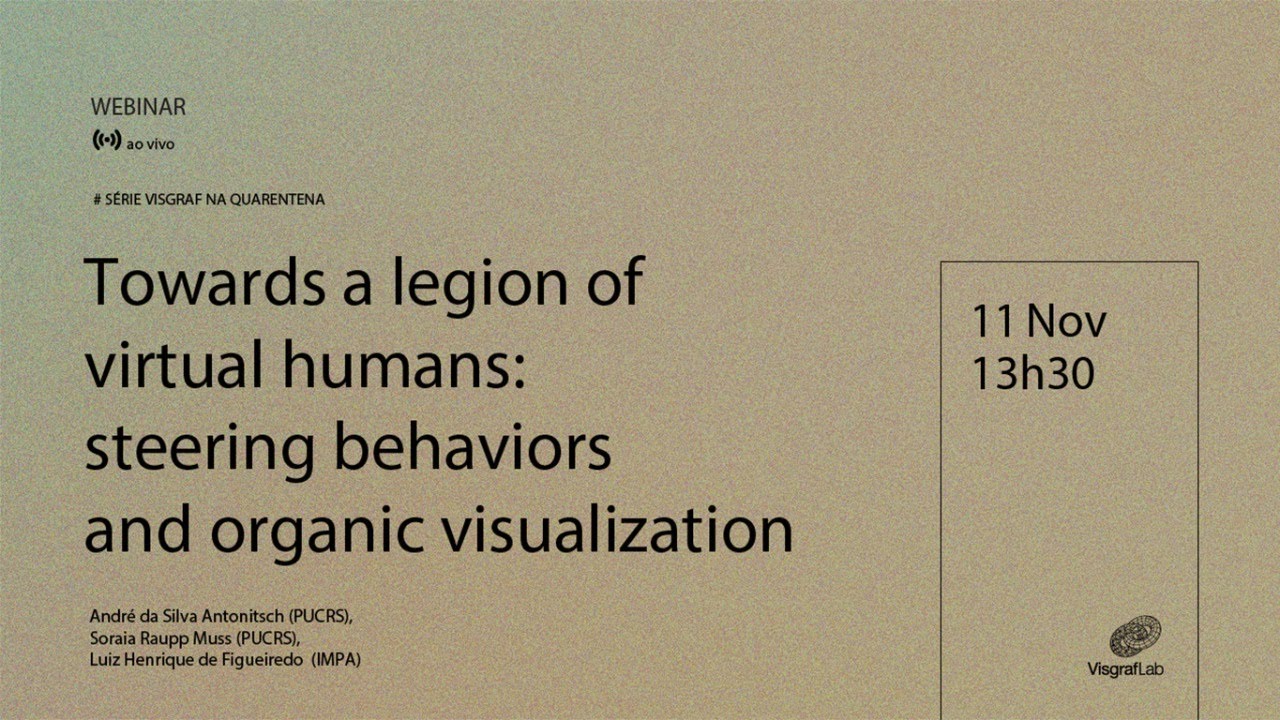 WEBINAR
ao vivo
# SÉRIE VISGRAF NA QUARENTENA
Towards a legion of
virtual humans:
steering behaviors
and organic visualization
André da Silva Antonitsch (PUCRS),
Soraia Raupp Muss (PUCRS),
Luiz Henrique de Figueiredo (IMPA)
11 Nov
13h30
VisgrafLab